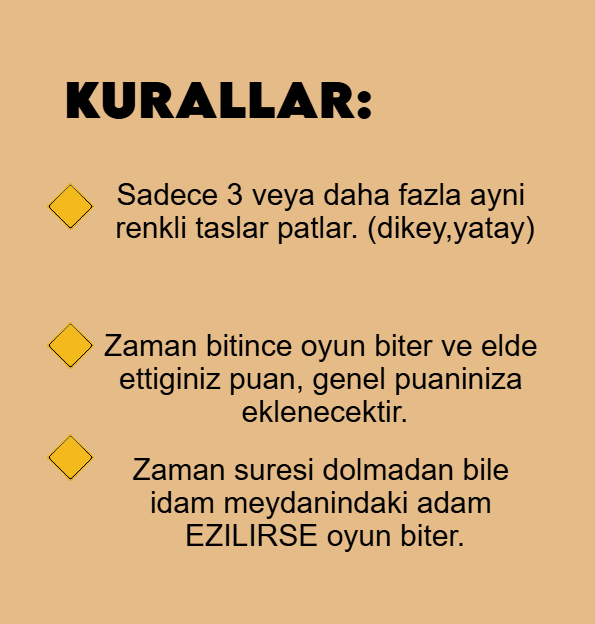 KURALLAR:
Sadece 3 veya daha fazla ayni
renkli taslar patlar. (dikey,yatay)
Zaman bitince oyun biter ve elde
ettiginiz puan, genel puaniniza
eklenecektir.
Zaman suresi dolmadan bile
idam meydanindaki adam
EZILIRSE oyun biter.